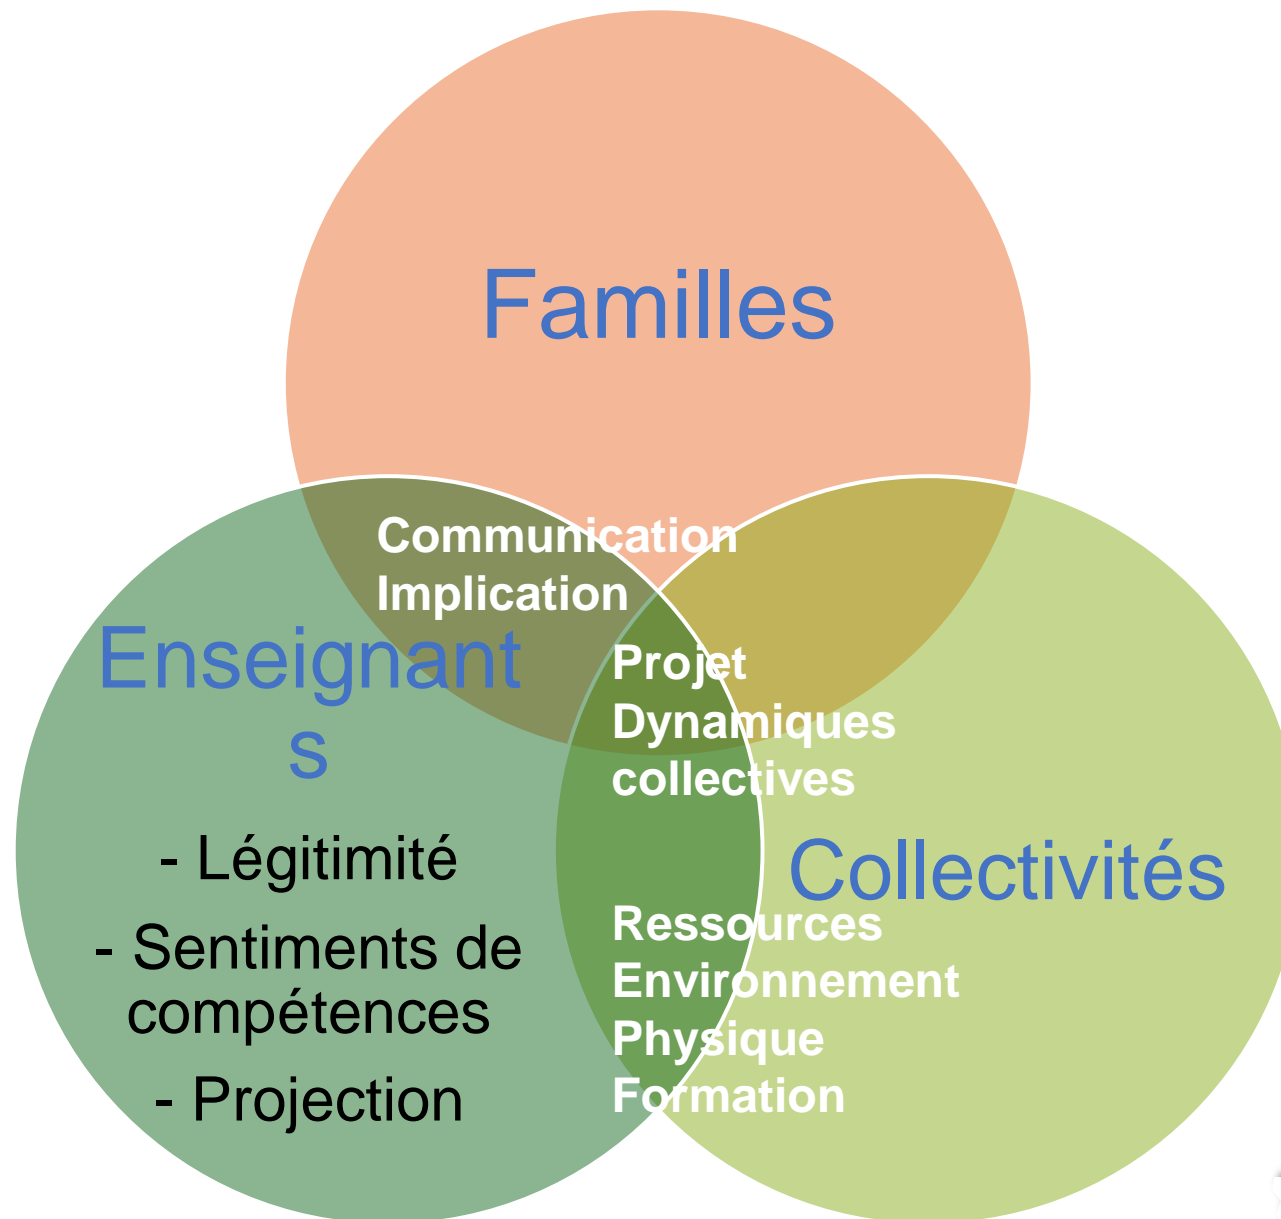 Familles
Communication
Implication
Enseignant
s
- Légitimité
- Sentiments de
compétences
- Projection
Projet
Dynamiques
collectives
Collectivités
Ressources
Environnement
Physique
Formation